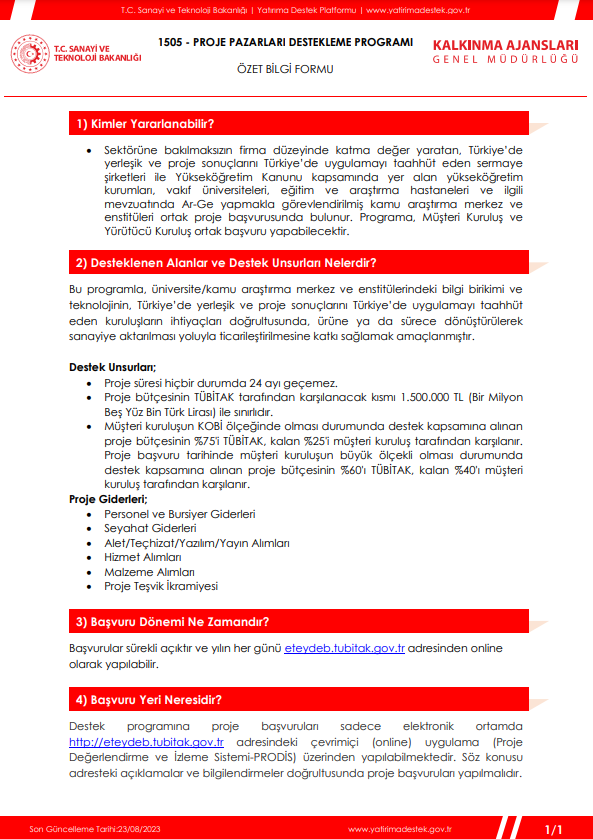 T.C. Sanayi ve Teknoloji Bakanlığı | Yatırıma Destek Platformu | www.yatirimadestek.gov.tr
T.C. SANAYİ VE
TEKNOLOJİ BAKANLIĞI
1505 - PROJE PAZARLARI DESTEKLEME PROGRAMI
ÖZET BİLGİ FORMU
KALKINMA AJANSLARI
GENEL MÜDÜRLÜĞÜ
1) Kimler Yararlanabilir?
• Sektörüne bakılmaksızın firma düzeyinde katma değer yaratan, Türkiye'de
yerleşik ve proje sonuçlarını Türkiye'de uygulamayı taahhüt eden sermaye
şirketleri ile Yükseköğretim Kanunu kapsamında yer alan yükseköğretim
kurumları, vakıf üniversiteleri, eğitim ve araştırma hastaneleri ve ilgili
mevzuatında Ar-Ge yapmakla görevlendirilmiş kamu araştırma merkez ve
enstitüleri ortak proje başvurusunda bulunur. Programa, Müşteri Kuruluş ve
Yürütücü Kuruluş ortak başvuru yapabilecektir.
2) Desteklenen Alanlar ve Destek Unsurları Nelerdir?
Bu programla, üniversite/kamu araştırma merkez ve enstitülerindeki bilgi birikimi ve
teknolojinin, Türkiye'de yerleşik ve proje sonuçlarını Türkiye'de uygulamayı taahhüt
eden kuruluşların ihtiyaçları doğrultusunda, ürüne ya da sürece dönüştürülerek
sanayiye aktarılması yoluyla ticarileştirilmesine katkı sağlamak amaçlanmıştır.
Destek Unsurları;
• Proje süresi hiçbir durumda 24 ayı geçemez.
• Proje bütçesinin TÜBİTAK tarafından karşılanacak kısmı 1.500.000 TL (Bir Milyon
Beş Yüz Bin Türk Lirası) ile sınırlıdır.
• Müşteri kuruluşun KOBİ ölçeğinde olması durumunda destek kapsamına alınan
proje bütçesinin %75'i TÜBİTAK, kalan %25'i müşteri kuruluş tarafından karşılanır.
Proje başvuru tarihinde müşteri kuruluşun büyük ölçekli olması durumunda
destek kapsamına alınan proje bütçesinin %60'ı TÜBİTAK, kalan %40'ı müşteri
kuruluş tarafından karşılanır.
Proje Giderleri;
• Personel ve Bursiyer Giderleri
• Seyahat Giderleri
• Alet/Teçhizat/Yazılım/Yayın Alımları
• Hizmet Alımları
• Malzeme Alımları
• Proje Teşvik İkramiyesi
3) Başvuru Dönemi Ne Zamandır?
Başvurular sürekli açıktır ve yılın her günü eteydeb.tubitak.gov.tr adresinden online
olarak yapılabilir.
4) Başvuru Yeri Neresidir?
Destek programına proje başvuruları sadece elektronik ortamda
http://eteydeb.tubitak.gov.tr adresindeki çevrimiçi (online) uygulama (Proje
Değerlendirme ve İzleme Sistemi-PRODİS) üzerinden yapılabilmektedir. Söz konusu
adresteki açıklamalar ve bilgilendirmeler doğrultusunda proje başvuruları yapılmalıdır.
Son Güncelleme Tarihi:23/08/2023
www.yatirimadestek.gov.tr
1/1